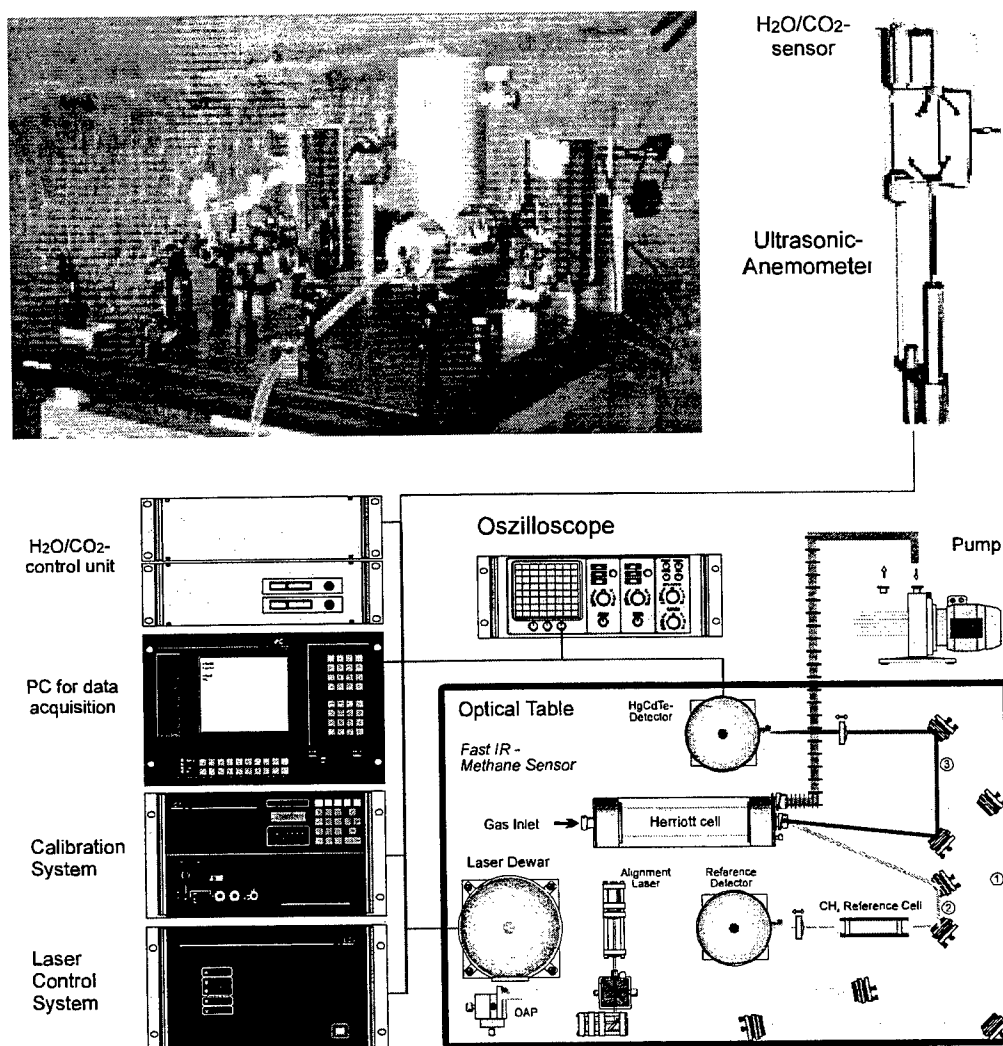 H2O/CO2-
sensor
Ultrasonic-
Anemometer
H2O/CO2-
control unit
Oszilloscope
Pump
PC for data
acquisition
Optical Table
HgCdTe-
Detector
Fast IR -
Methane Sensor
③
Gas Inlet
Herriott cell
Calibration
System
Laser Dewar
Alignment
Laser
Reference
Detector
①
②
CH₄ Reference Cell
Laser
Control
System
OAP